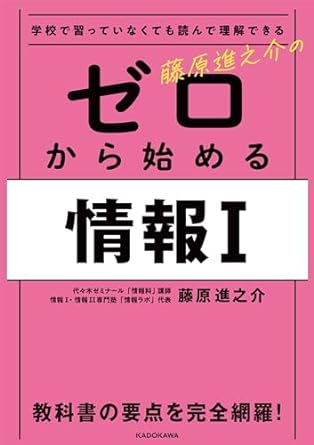 学校で習っていなくても読んで理解できる
藤原進之介の
ゼロ
から始める
情報Ⅰ
代々木ゼミナール「情報科」講師
情報Ⅰ・情報Ⅱ専門塾「情報ラボ」代表
藤原進之介
教科書の要点を完全網羅!
KADOKAWA